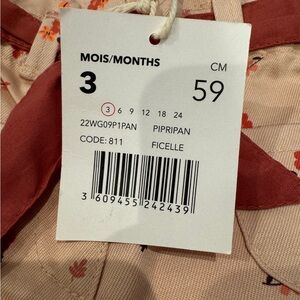 MOIS/MONTHS
CM
3
59
3 6 9 12 18 24
22WG09P1PAN PIPRIPAN
CODE: 811 FICELLE
3 609455 242439